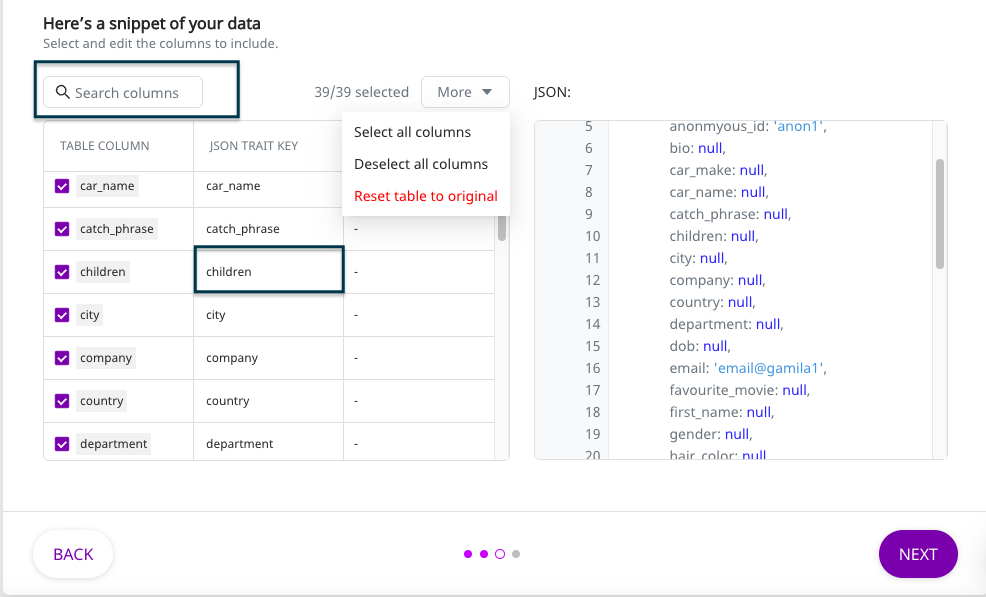 Here's a snippet of your data
Select and edit the columns to include.
Search columns
39/39 selected
More
JSON:
Select all columns
Deselect all columns
Reset table to original
TABLE COLUMN
JSON TRAIT KEY
car_name car_name
catch_phrase catch_phrase -
children children -
city city -
company company -
country country -
department department -
5 anonmyous_id: 'anon1',
6 bio: null,
7 car_make: null,
8 car_name: null,
9 catch_phrase: null,
10 children: null,
11 city: null,
12 company: null,
13 country: null,
14 department: null,
15 dob: null,
16 email: 'email@gamila1',
17 favourite_movie: null,
18 first_name: null,
19 gender: null,
20 hair_color: null
BACK
NEXT